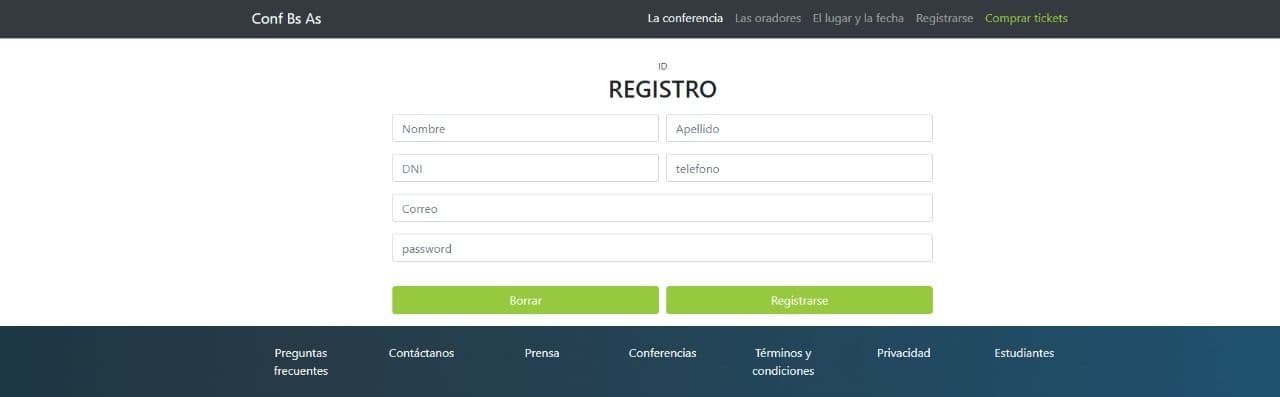 Conf Bs As
La conferencia Las oradores El lugar y la fecha Registrarse Comprar tickets
ID
REGISTRO
Nombre Apellido
DNI telefono
Correo
password
Borrar Registrarse
Preguntas frecuentes
Contáctanos
Prensa
Conferencias
Términos y condiciones
Privacidad
Estudiantes